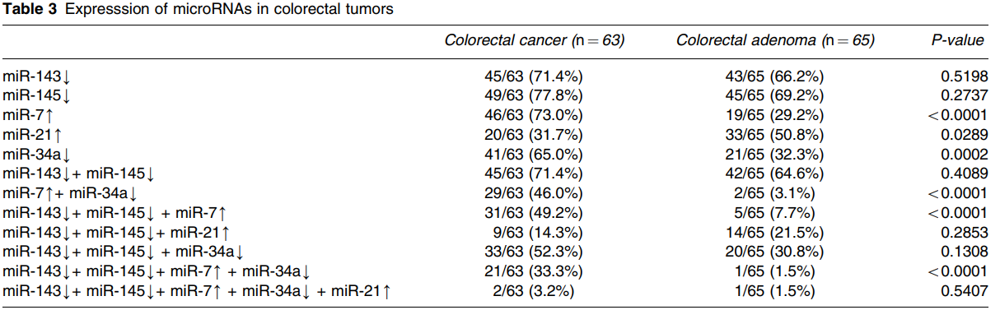 Table 3 Expresssion of microRNAs in colorectal tumors
Colorectal cancer (n = 63) Colorectal adenoma (n = 65) P-value
miR-143↓ 45/63 (71.4%) 43/65 (66.2%) 0.5198
miR-145↓ 49/63 (77.8%) 45/65 (69.2%) 0.2737
miR-7↑ 46/63 (73.0%) 19/65 (29.2%) <0.0001
miR-21↑ 20/63 (31.7%) 33/65 (50.8%) 0.0289
miR-34a↓ 41/63 (65.0%) 21/65 (32.3%) 0.0002
miR-143↓+ miR-145↓ 45/63 (71.4%) 42/65 (64.6%) 0.4089
miR-7↑+ miR-34a↓ 29/63 (46.0%) 2/65 (3.1%) <0.0001
miR-143↓+ miR-145↓ + miR-7↑ 31/63 (49.2%) 5/65 (7.7%) <0.0001
miR-143↓+ miR-145↓+ miR-21↑ 9/63 (14.3%) 14/65 (21.5%) 0.2853
miR-143↓+ miR-145↓ + miR-34a↓ 33/63 (52.3%) 20/65 (30.8%) 0.1308
miR-143↓+ miR-145↓+ miR-7↑ + miR-34a↓ 21/63 (33.3%) 1/65 (1.5%) <0.0001
miR-143↓+ miR-145↓+ miR-7↑ + miR-34a↓ + miR-21↑ 2/63 (3.2%) 1/65 (1.5%) 0.5407